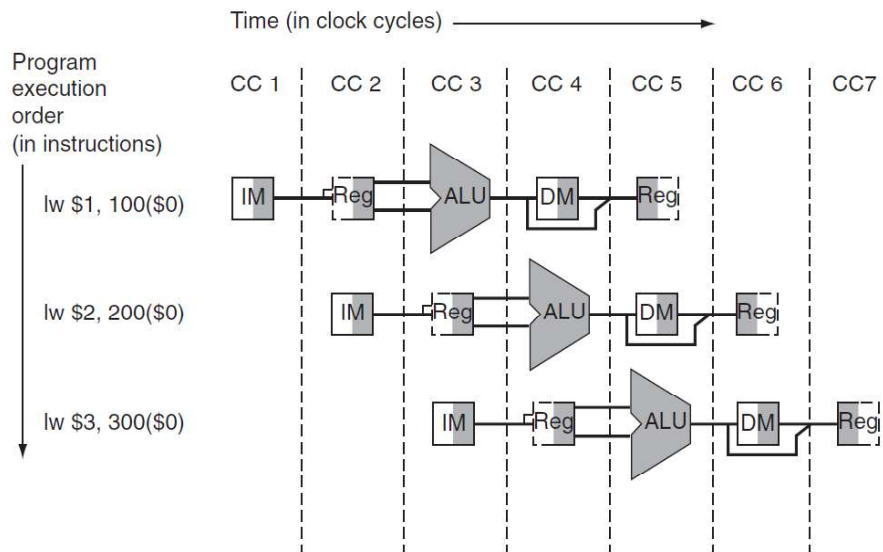 Time (in clock cycles)
Program
execution
order
(in instructions)
CC 1 CC 2 CC 3 CC 4 CC 5 CC 6 CC7
lw $1, 100($0) IM Reg ALU DM Reg
lw $2, 200($0) IM Reg ALU DM Reg
lw $3, 300($0) IM Reg ALU DM Reg